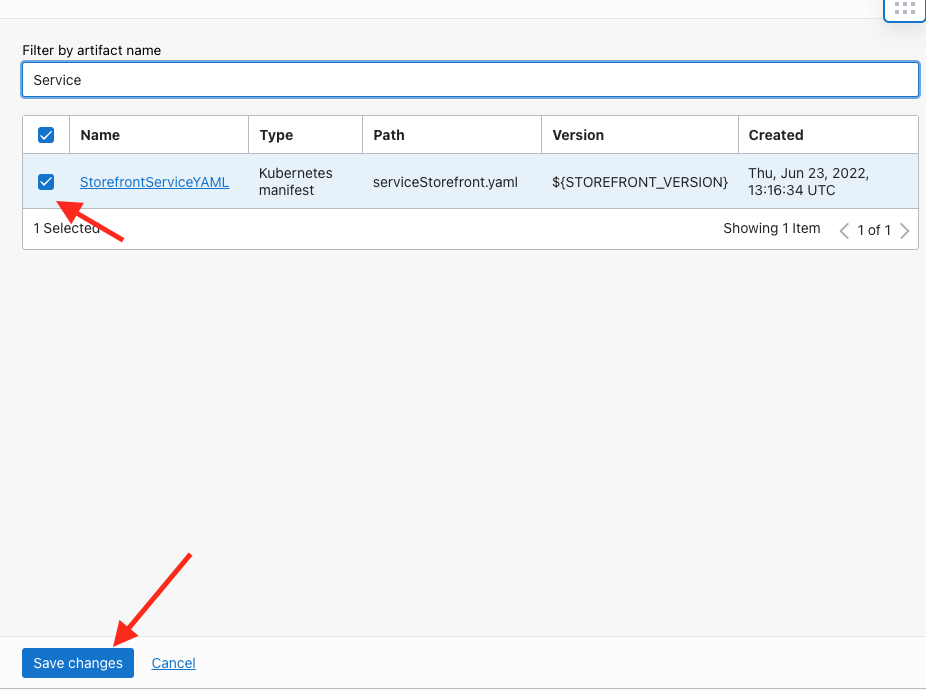 Filter by artifact name
Service
Name Type Path Version Created
StorefrontServiceYAML Kubernetes manifest serviceStorefront.yaml ${STOREFRONT_VERSION} Thu, Jun 23, 2022, 13:16:34 UTC
1 Selected Showing 1 Item 1 of 1
Save changes Cancel